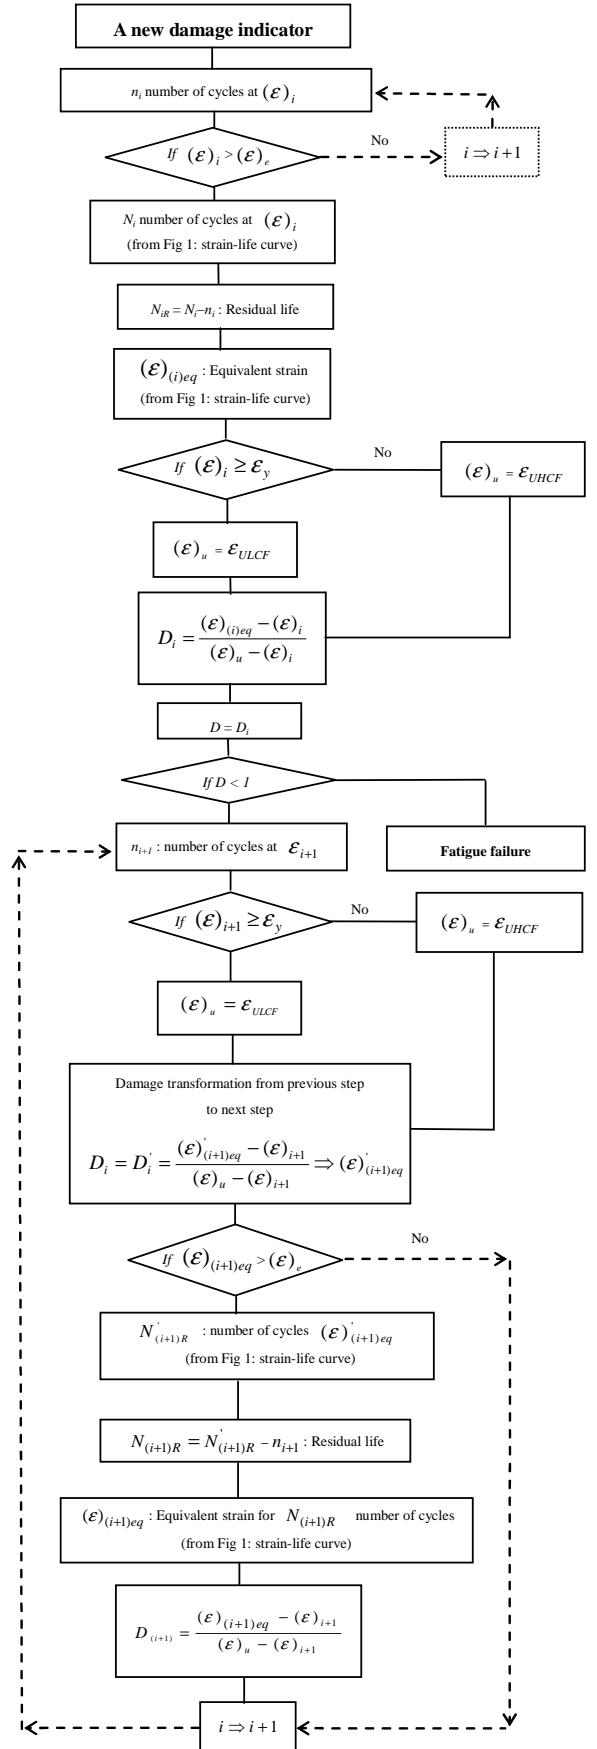 A new damage indicator
n_i number of cycles at (ε)_i
If (ε)_i > (ε)_e
No
i ⇒ i+1
N_i number of cycles at (ε)_i
(from Fig 1: strain-life curve)
N_iR = N_i–n_i : Residual life
(ε)_(i)eq : Equivalent strain
(from Fig 1: strain-life curve)
If (ε)_i ≥ ε_y
No
(ε)_u = ε_UHCF
(ε)_u = ε_ULCF
D_i = ((ε)_(i)eq − (ε)_i) / ((ε)_u − (ε)_i)
D = D_i
If D < 1
n_i+1 : number of cycles at ε_i+1
Fatigue failure
If (ε)_i+1 ≥ ε_y
No
(ε)_u = ε_UHCF
(ε)_u = ε_ULCF
Damage transformation from previous step
to next step
D_i = D_i' = ((ε)'_(i+1)eq − (ε)_i+1) / ((ε)_u − (ε)_i+1) ⇒ (ε)'_(i+1)eq
If (ε)_(i+1)eq > (ε)_e
No
N'_(i+1)R : number of cycles (ε)'_(i+1)eq
(from Fig 1: strain-life curve)
N_(i+1)R = N'_(i+1)R − n_i+1 : Residual life
(ε)_(i+1)eq : Equivalent strain for N_(i+1)R number of cycles
(from Fig 1: strain-life curve)
D_(i+1) = ((ε)_(i+1)eq − (ε)_i+1) / ((ε)_u − (ε)_i+1)
i ⇒ i+1